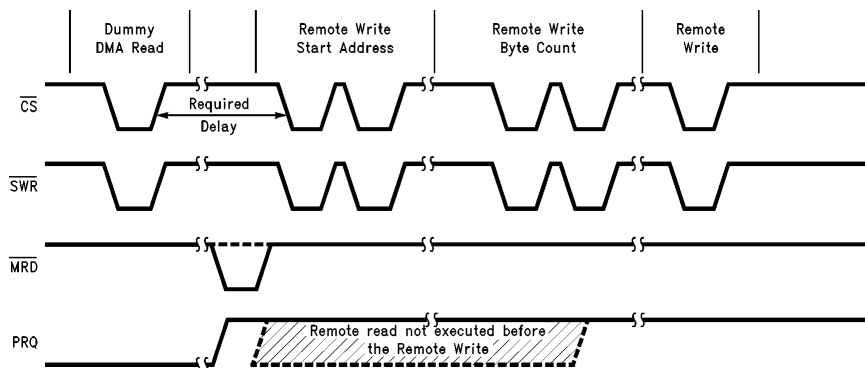 Dummy
DMA Read
Remote Write
Start Address
Remote Write
Byte Count
Remote
Write
CS
Required
Delay
SWR
MRD
PRQ
Remote read not executed before
the Remote Write